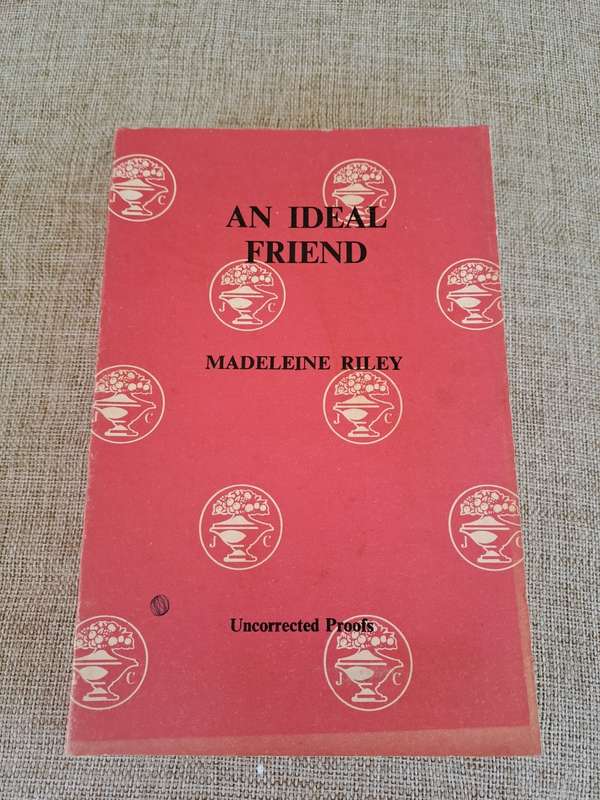 AN IDEAL
FRIEND
MADELEINE RILEY
J C
J C
J C
J C
J C
Uncorrected Proofs
J C
J C